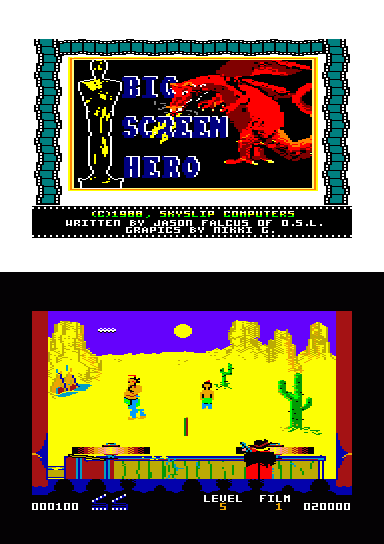 BIG
SCREEN
HERO
(C)1988, SKYSLIP COMPUTERS
WRITTEN BY JASON FALCUS OF O.S.L.
GRAPICS BY NIKKI G.
LEVEL FILM
000100 5 1 020000